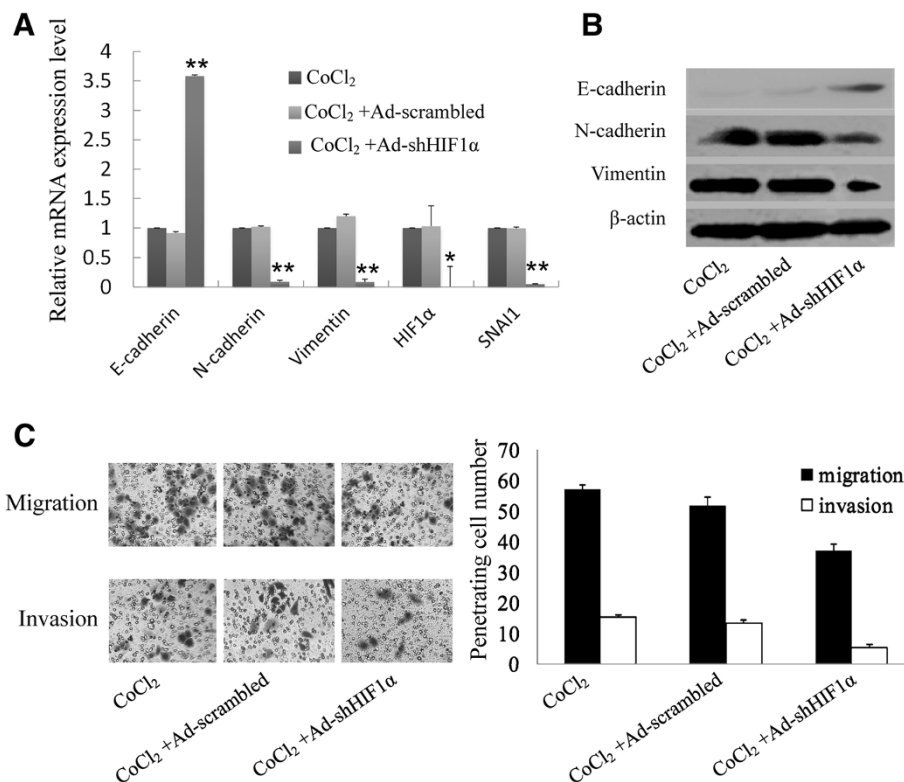 A
Relative mRNA expression level
4
3.5
3
2.5
2
1.5
1
0.5
0
**
**
**
*
**
CoCl₂
CoCl₂ +Ad-scrambled
CoCl₂ +Ad-shHIF1α
E-cadherin
N-cadherin
Vimentin
HIF1α
SNAI1
B
E-cadherin
N-cadherin
Vimentin
β-actin
CoCl₂
CoCl₂ +Ad-scrambled
CoCl₂ +Ad-shHIF1α
C
Migration
Invasion
CoCl₂
CoCl₂ +Ad-scrambled
CoCl₂ +Ad-shHIF1α
Penetrating cell number
70
60
50
40
30
20
10
0
migration
invasion
CoCl₂
CoCl₂ +Ad-scrambled
CoCl₂ +Ad-shHIF1α